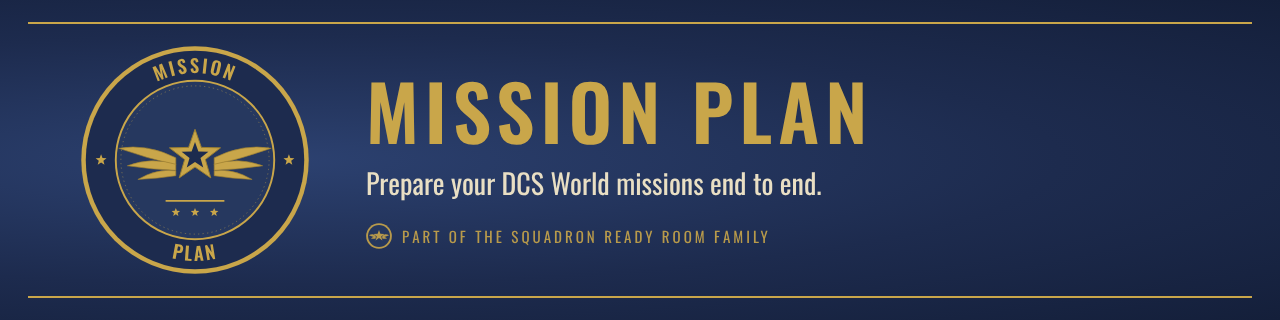 MISSION
PLAN
MISSION PLAN
Prepare your DCS World missions end to end.
PART OF THE SQUADRON READY ROOM FAMILY